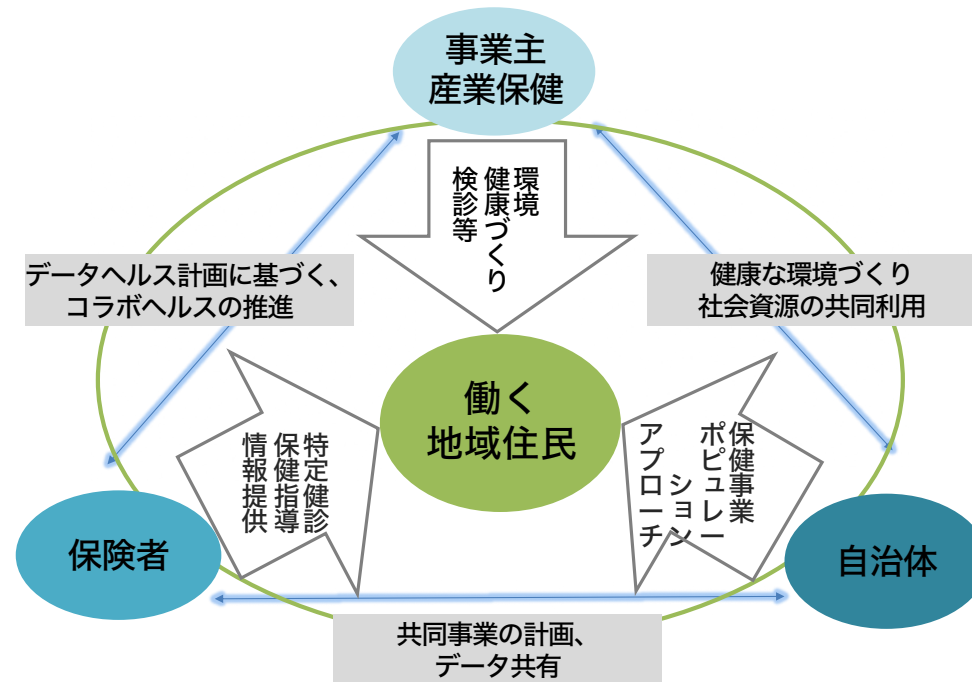 事業主
産業保健
環境
健康づくり
検診等
データヘルス計画に基づく、
コラボヘルスの推進
健康な環境づくり
社会資源の共同利用
働く
地域住民
特定健診
保健指導
情報提供
保健事業
ポピュレー
ション
アプローチ
保険者
自治体
共同事業の計画、
データ共有